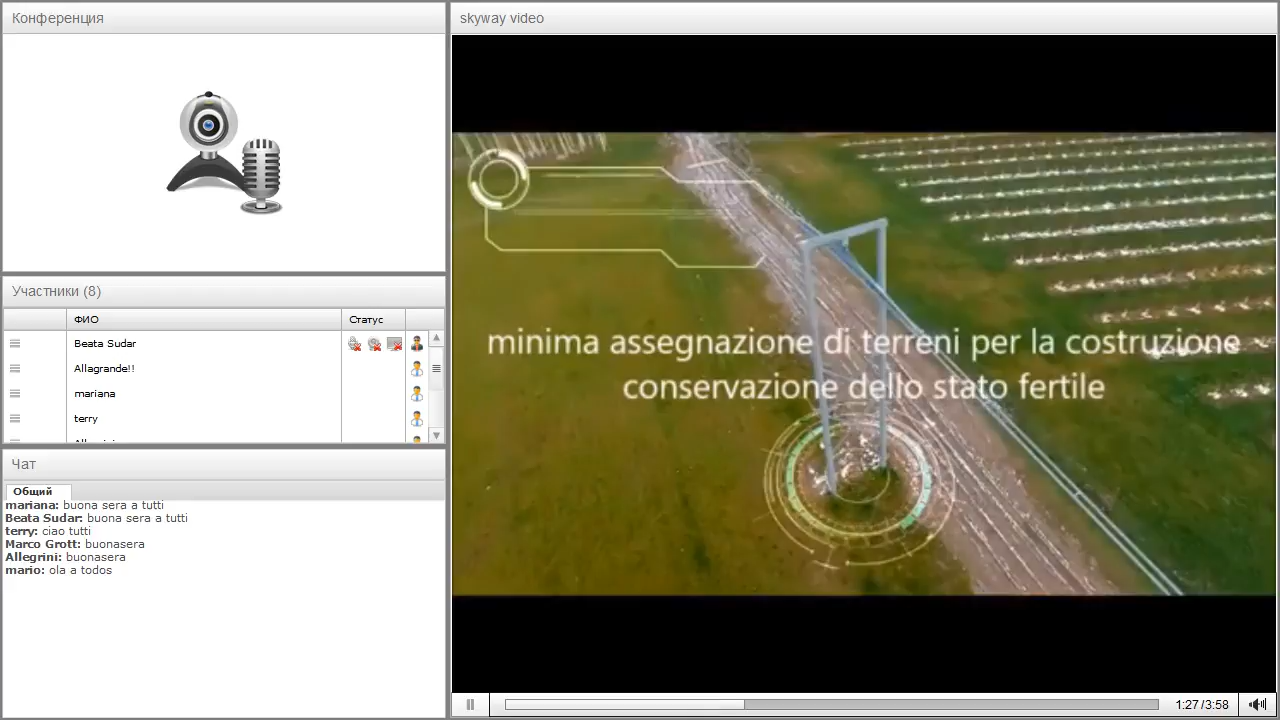 Конференция
skyway video
minima assegnazione di terreni per la costruzione
conservazione dello stato fertile
Участники (8)
ФИО
Статус
Beata Sudar
Allagrande!!
mariana
terry
Чат
Общий
mariana: buona sera a tutti
Beata Sudar: buona sera a tutti
terry: ciao tutti
Marco Grott: buonasera
Allegrini: buonasera
mario: ola a todos
1:27/3:58